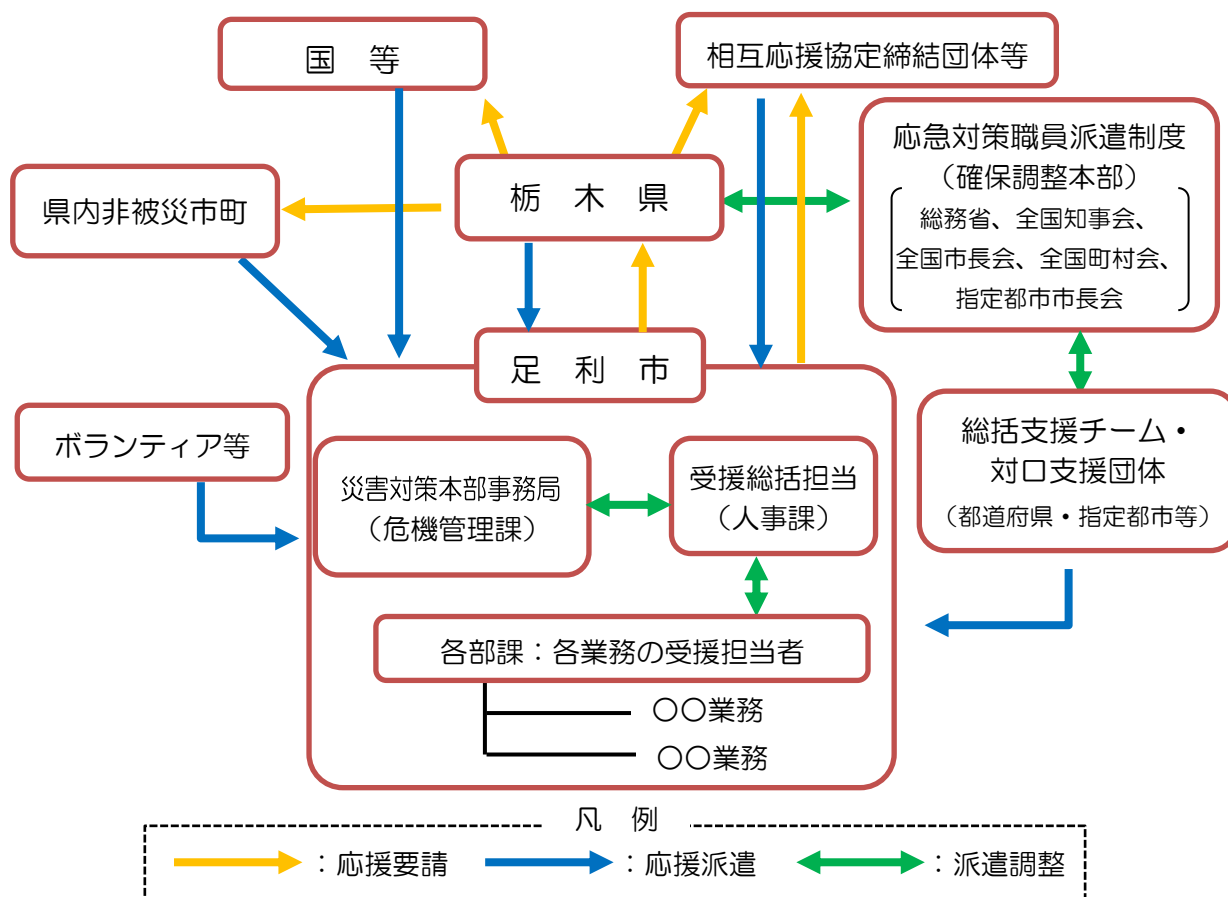 国　等
相互応援協定締結団体等
応急対策職員派遣制度
（確保調整本部）
総務省、全国知事会、
全国市長会、全国町村会、
指定都市市長会
栃　木　県
県内非被災市町
足　利　市
ボランティア等
災害対策本部事務局
（危機管理課）
受援総括担当
（人事課）
総括支援チーム・
対口支援団体
（都道府県・指定都市等）
各部課：各業務の受援担当者
〇〇業務
〇〇業務
凡　例
：応援要請
：応援派遣
：派遣調整